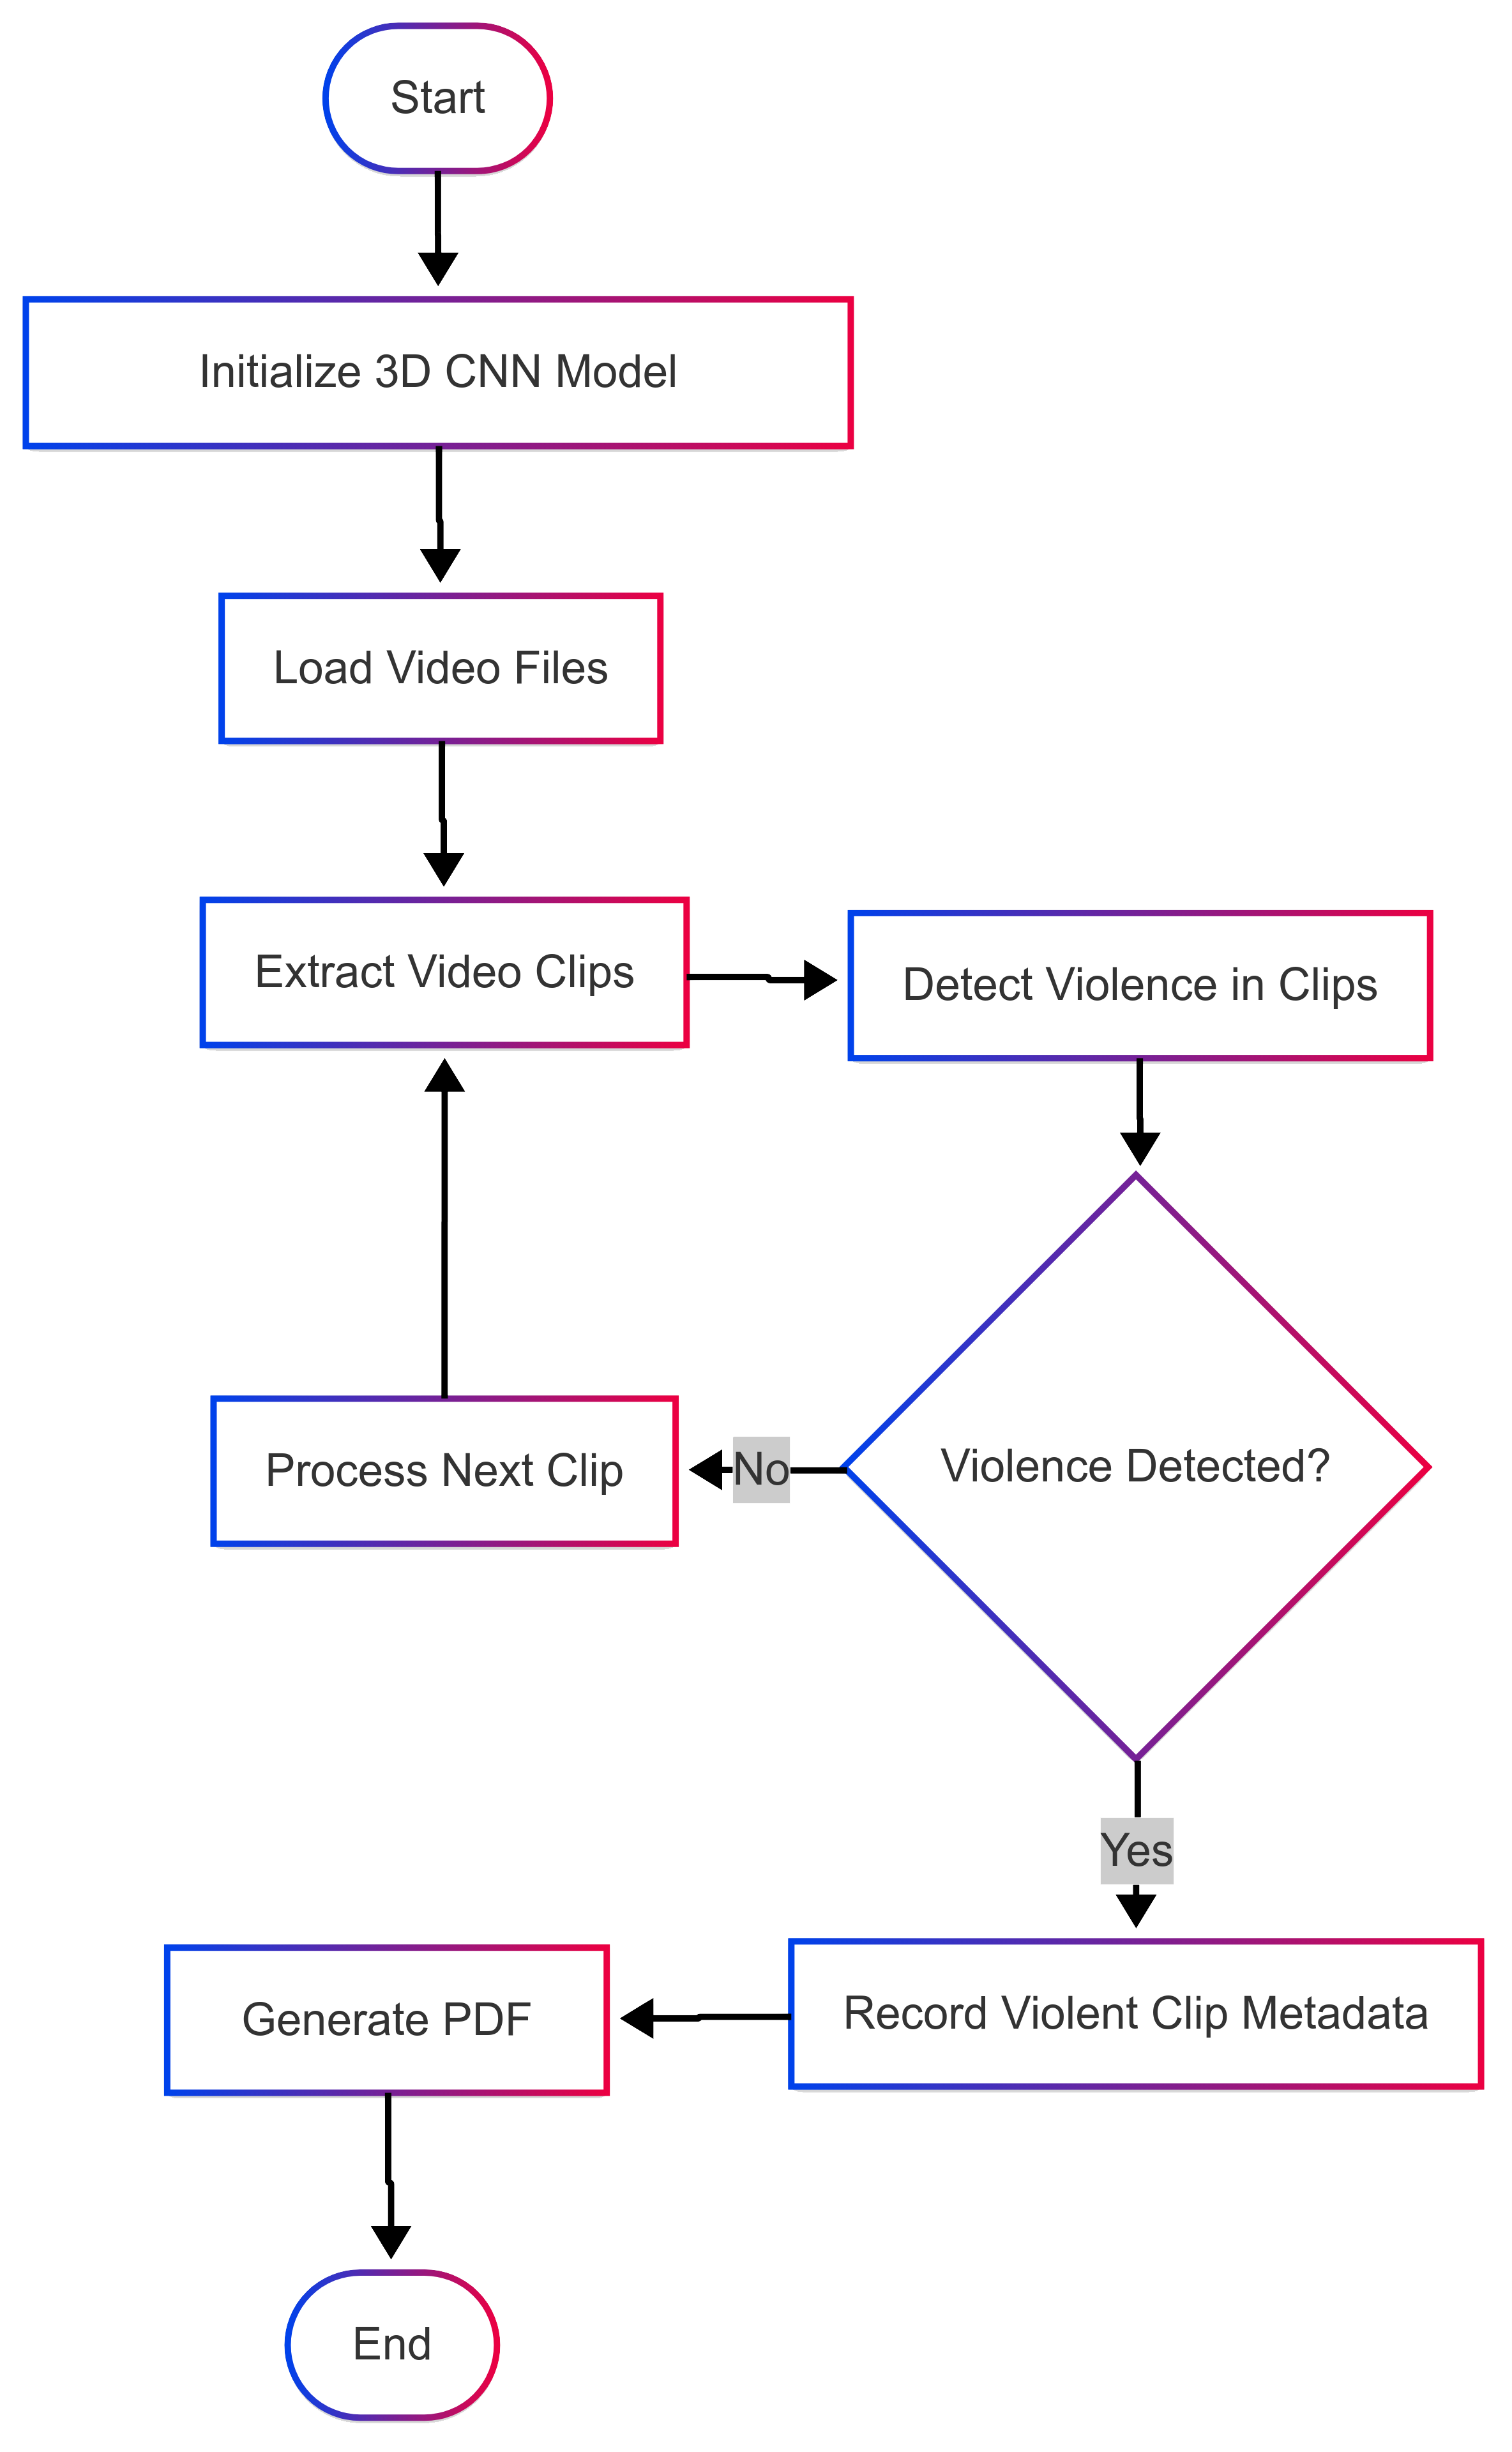 Start
Initialize 3D CNN Model
Load Video Files
Extract Video Clips
Detect Violence in Clips
Violence Detected?
No
Process Next Clip
Yes
Record Violent Clip Metadata
Generate PDF
End